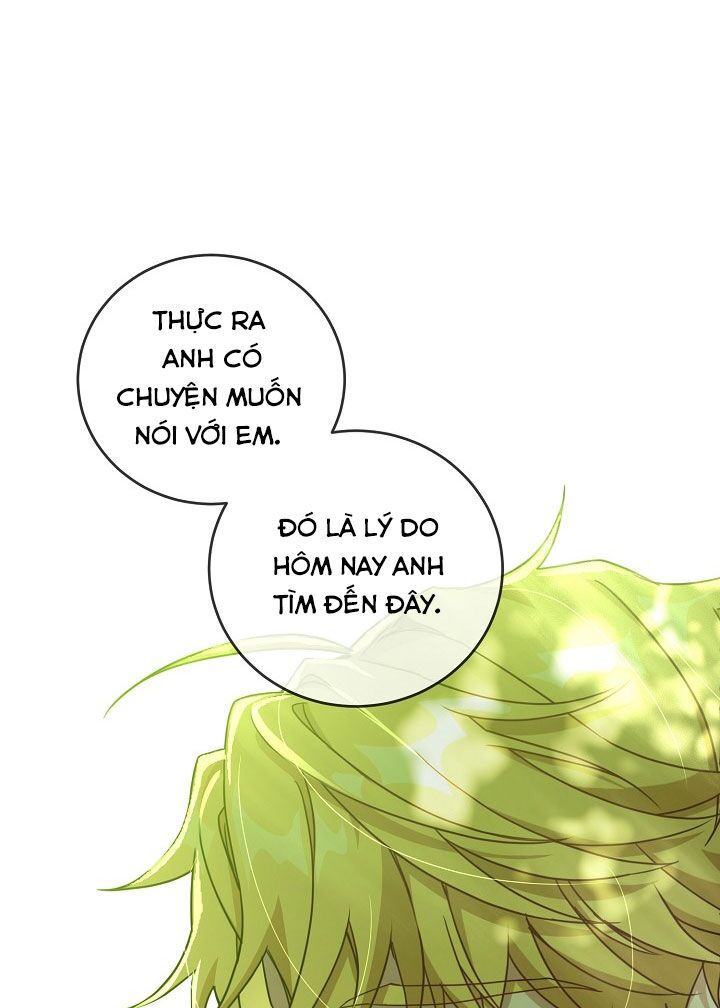 THỰC RA
ANH CÓ
CHUYỆN MUỐN
NÓI VỚI EM.
ĐÓ LÀ LÝ DO
HÔM NAY ANH
TÌM ĐẾN ĐÂY.